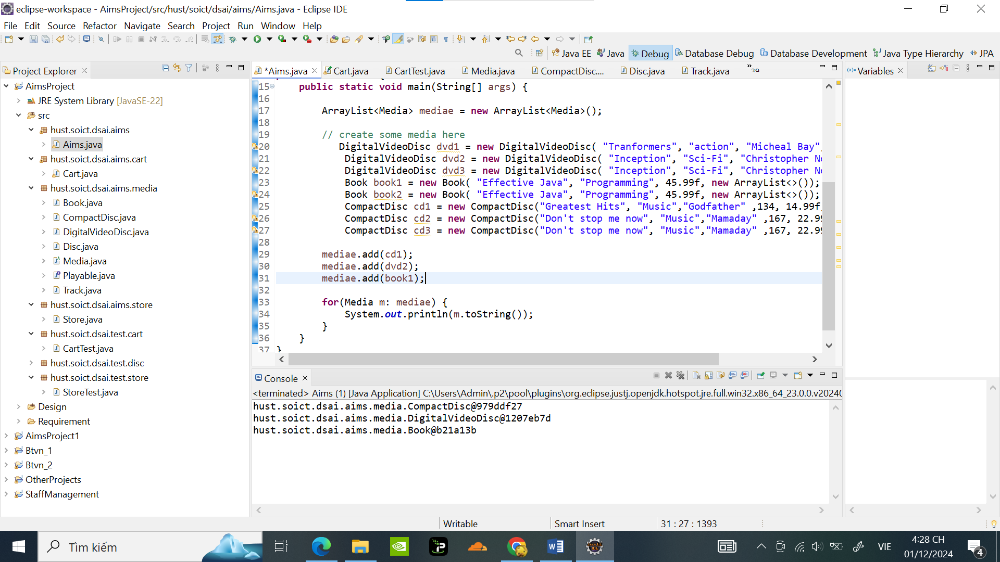 eclipse-workspace - AimsProject/src/hust/soict/dsai/aims/Aims.java - Eclipse IDE
File Edit Source Refactor Navigate Search Project Run Window Help
Java EE Java Debug Database Debug Database Development Java Type Hierarchy JPA
Project Explorer
AimsProject
JRE System Library [JavaSE-22]
src
hust.soict.dsai.aims
Aims.java
hust.soict.dsai.aims.cart
Cart.java
hust.soict.dsai.aims.media
Book.java
CompactDisc.java
DigitalVideoDisc.java
Disc.java
Media.java
Playable.java
Track.java
hust.soict.dsai.aims.store
Store.java
hust.soict.dsai.test.cart
CartTest.java
hust.soict.dsai.test.disc
hust.soict.dsai.test.store
StoreTest.java
Design
Requirement
AimsProject1
Btvn_1
Btvn_2
OtherProjects
StaffManagement
*Aims.java Cart.java CartTest.java Media.java CompactDisc.... Disc.java Track.java
15 public static void main(String[] args) {
16
17 ArrayList<Media> mediae = new ArrayList<Media>();
18
19 // create some media here
20 DigitalVideoDisc dvd1 = new DigitalVideoDisc( "Tranformers", "action", "Micheal Bay",
21 DigitalVideoDisc dvd2 = new DigitalVideoDisc( "Inception", "Sci-Fi", "Christopher No
22 DigitalVideoDisc dvd3 = new DigitalVideoDisc( "Inception", "Sci-Fi", "Christopher No
23 Book book1 = new Book( "Effective Java", "Programming", 45.99f, new ArrayList<>());
24 Book book2 = new Book( "Effective Java", "Programming", 45.99f, new ArrayList<>());
25 CompactDisc cd1 = new CompactDisc("Greatest Hits", "Music","Godfather" ,134, 14.99f,
26 CompactDisc cd2 = new CompactDisc("Don't stop me now", "Music","Mamaday" ,167, 22.99
27 CompactDisc cd3 = new CompactDisc("Don't stop me now", "Music","Mamaday" ,167, 22.99
28
29 mediae.add(cd1);
30 mediae.add(dvd2);
31 mediae.add(book1);
32
33 for(Media m: mediae) {
34 System.out.println(m.toString());
35 }
36 }
37 }
Console
<terminated> Aims (1) [Java Application] C:\Users\Admin\.p2\pool\plugins\org.eclipse.justj.openjdk.hotspot.jre.full.win32.x86_64_23.0.0.v20240
hust.soict.dsai.aims.media.CompactDisc@979ddf27
hust.soict.dsai.aims.media.DigitalVideoDisc@1207eb7d
hust.soict.dsai.aims.media.Book@b21a13b
Variables
Writable Smart Insert 31 : 27 : 1393
Tìm kiếm
VIE
4:28 CH
01/12/2024
4